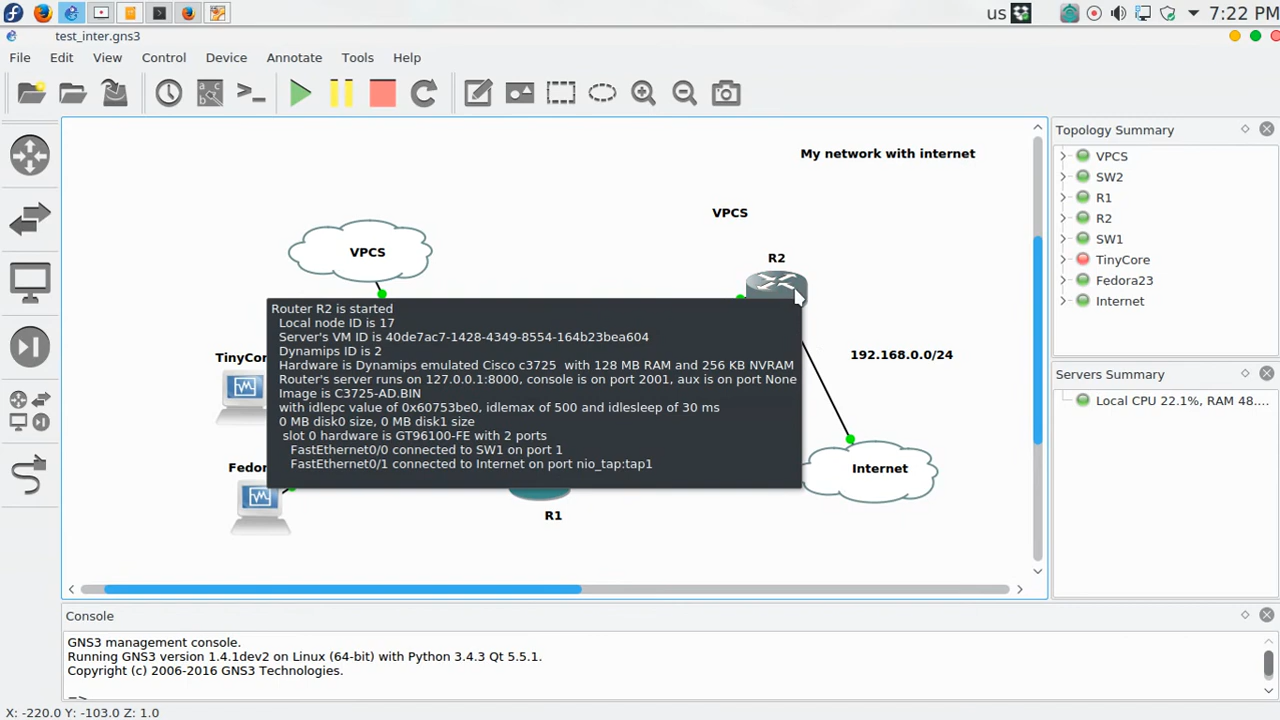 us
7:22 PM
test_inter.gns3
File Edit View Control Device Annotate Tools Help
My network with internet
VPCS
VPCS
R2
Router R2 is started
Local node ID is 17
Server's VM ID is 40de7ac7-1428-4349-8554-164b23bea604
Dynamips ID is 2
Hardware is Dynamips emulated Cisco c3725 with 128 MB RAM and 256 KB NVRAM
Router's server runs on 127.0.0.1:8000, console is on port 2001, aux is on port None
Image is C3725-AD.BIN
with idlepc value of 0x60753be0, idlemax of 500 and idlesleep of 30 ms
0 MB disk0 size, 0 MB disk1 size
slot 0 hardware is GT96100-FE with 2 ports
FastEthernet0/0 connected to SW1 on port 1
FastEthernet0/1 connected to Internet on port nio_tap:tap1
TinyCor
192.168.0.0/24
Fedor
Internet
R1
Topology Summary
VPCS
SW2
R1
R2
SW1
TinyCore
Fedora23
Internet
Servers Summary
Local CPU 22.1%, RAM 48....
Console
GNS3 management console.
Running GNS3 version 1.4.1dev2 on Linux (64-bit) with Python 3.4.3 Qt 5.5.1.
Copyright (c) 2006-2016 GNS3 Technologies.
=>
X: -220.0 Y: -103.0 Z: 1.0